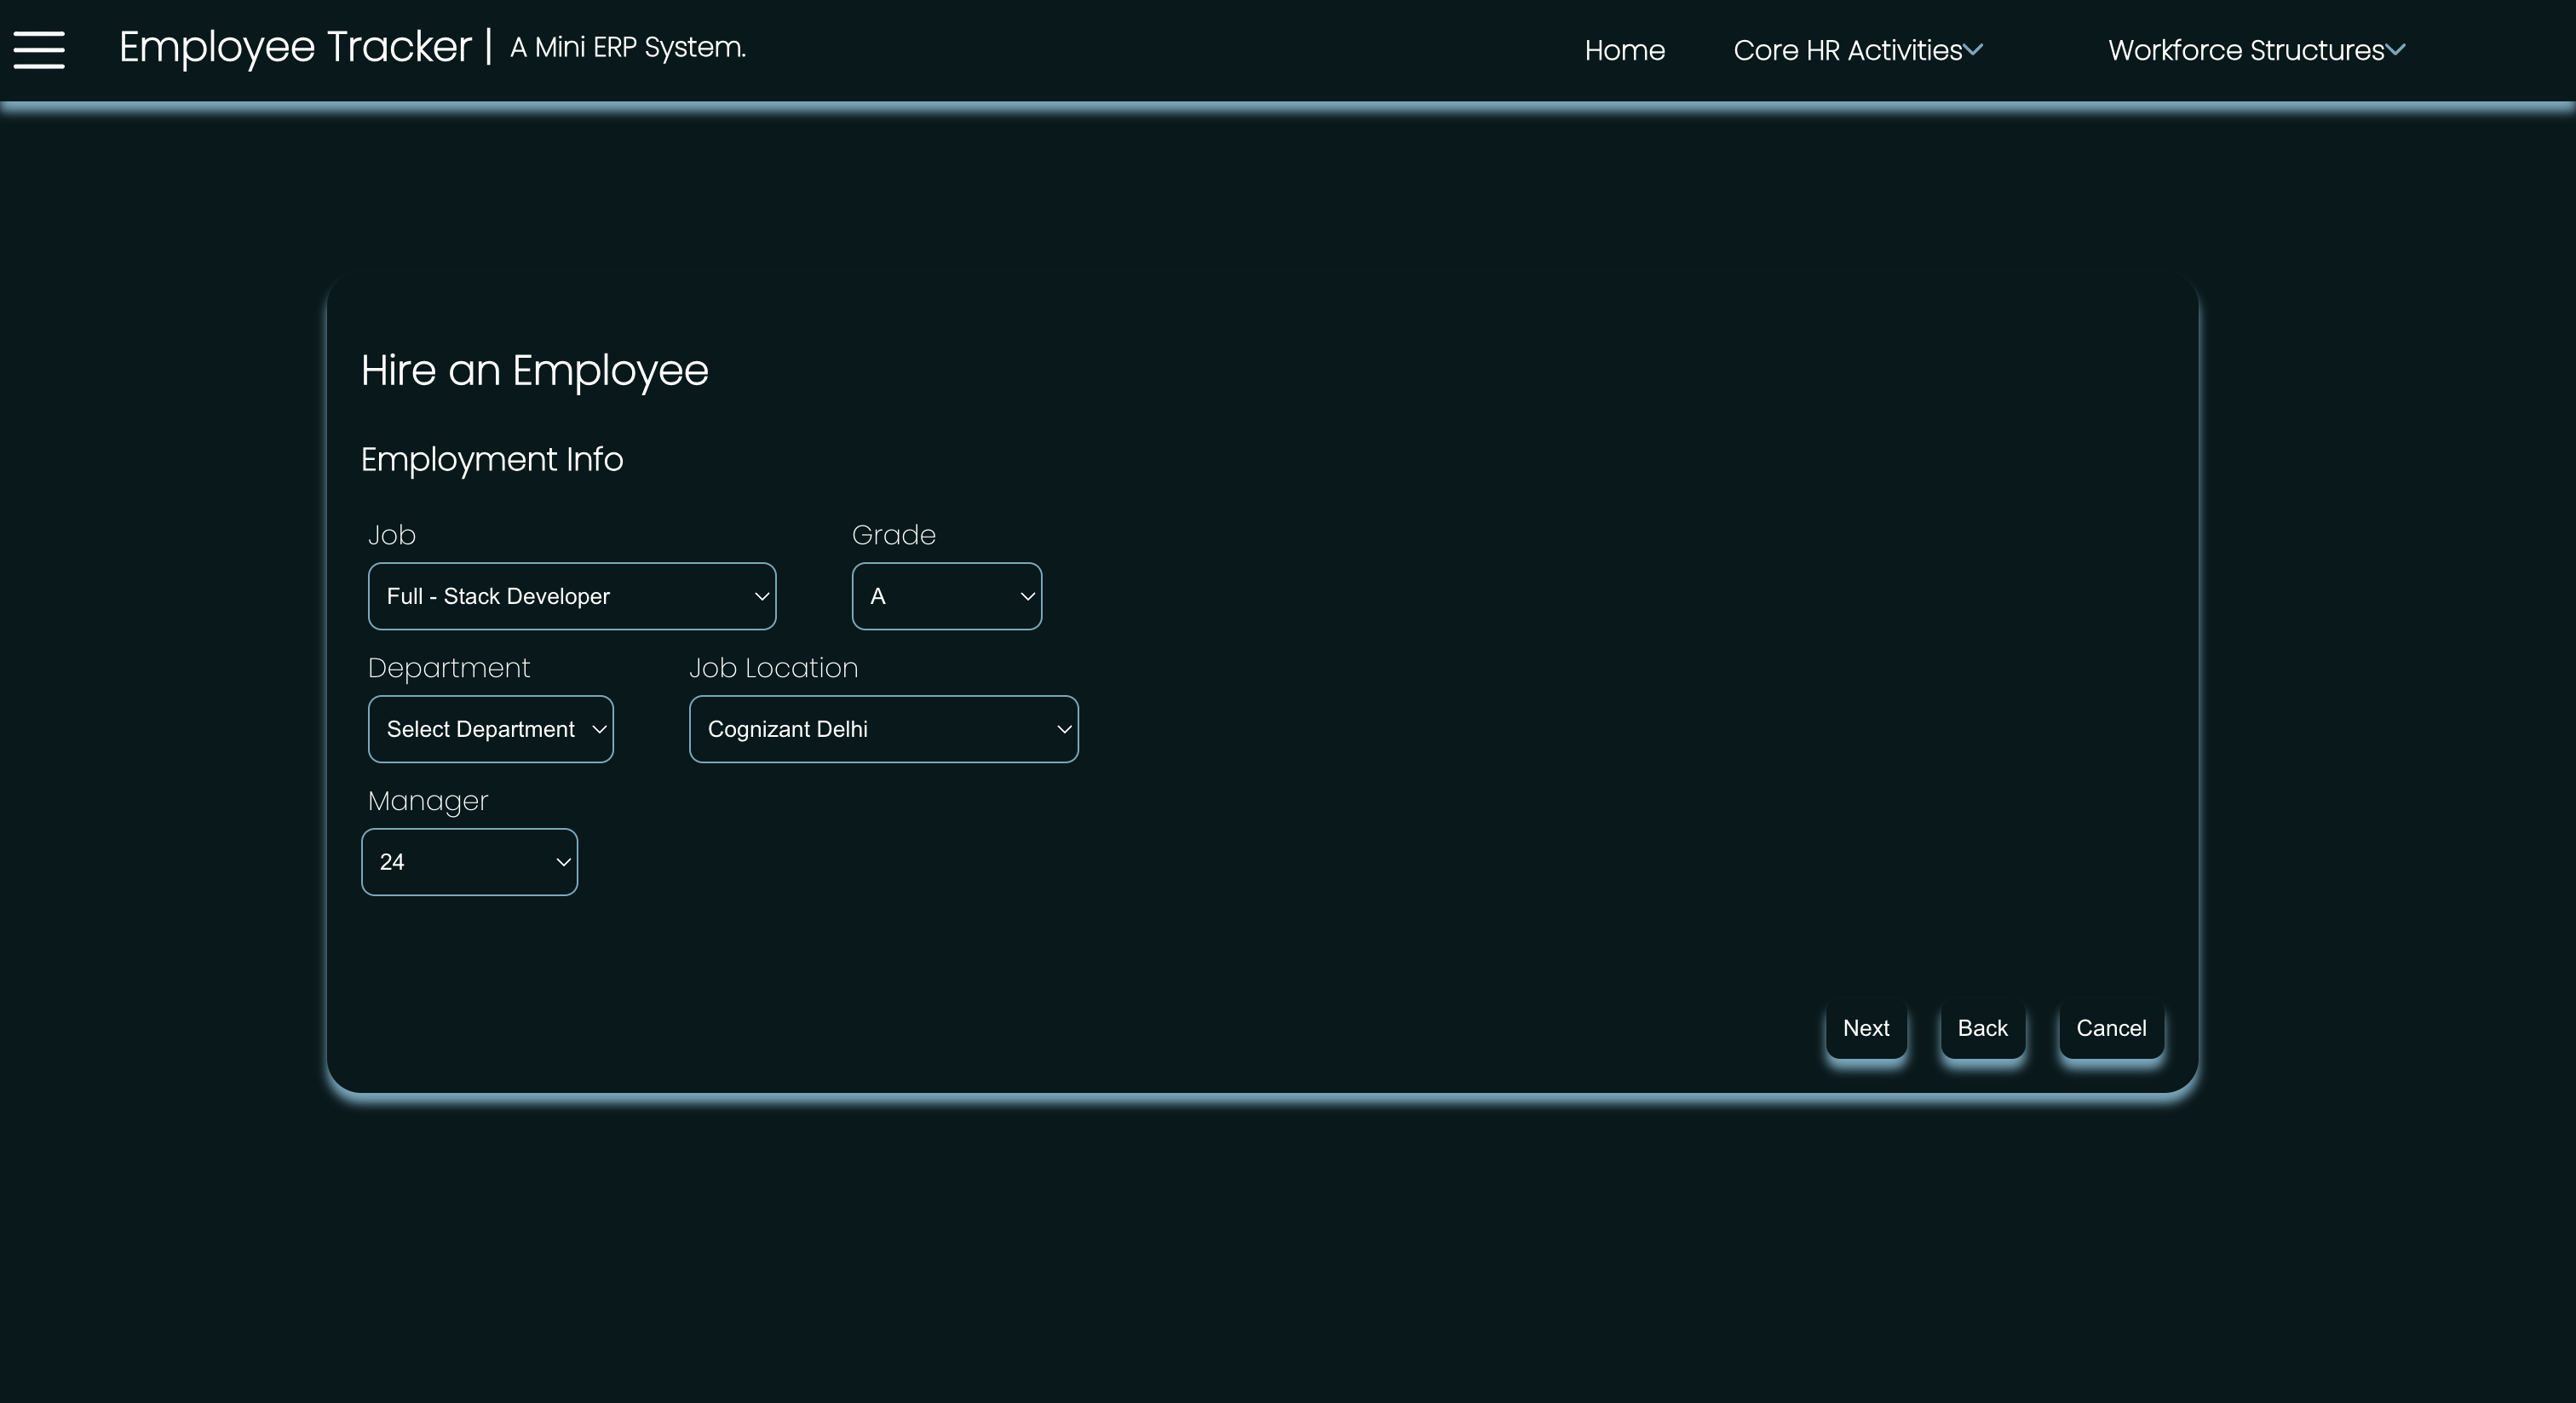 Employee Tracker | A Mini ERP System.
Home Core HR Activities Workforce Structures
Hire an Employee
Employment Info
Job Grade
Full - Stack Developer A
Department Job Location
Select Department Cognizant Delhi
Manager
24
Next Back Cancel